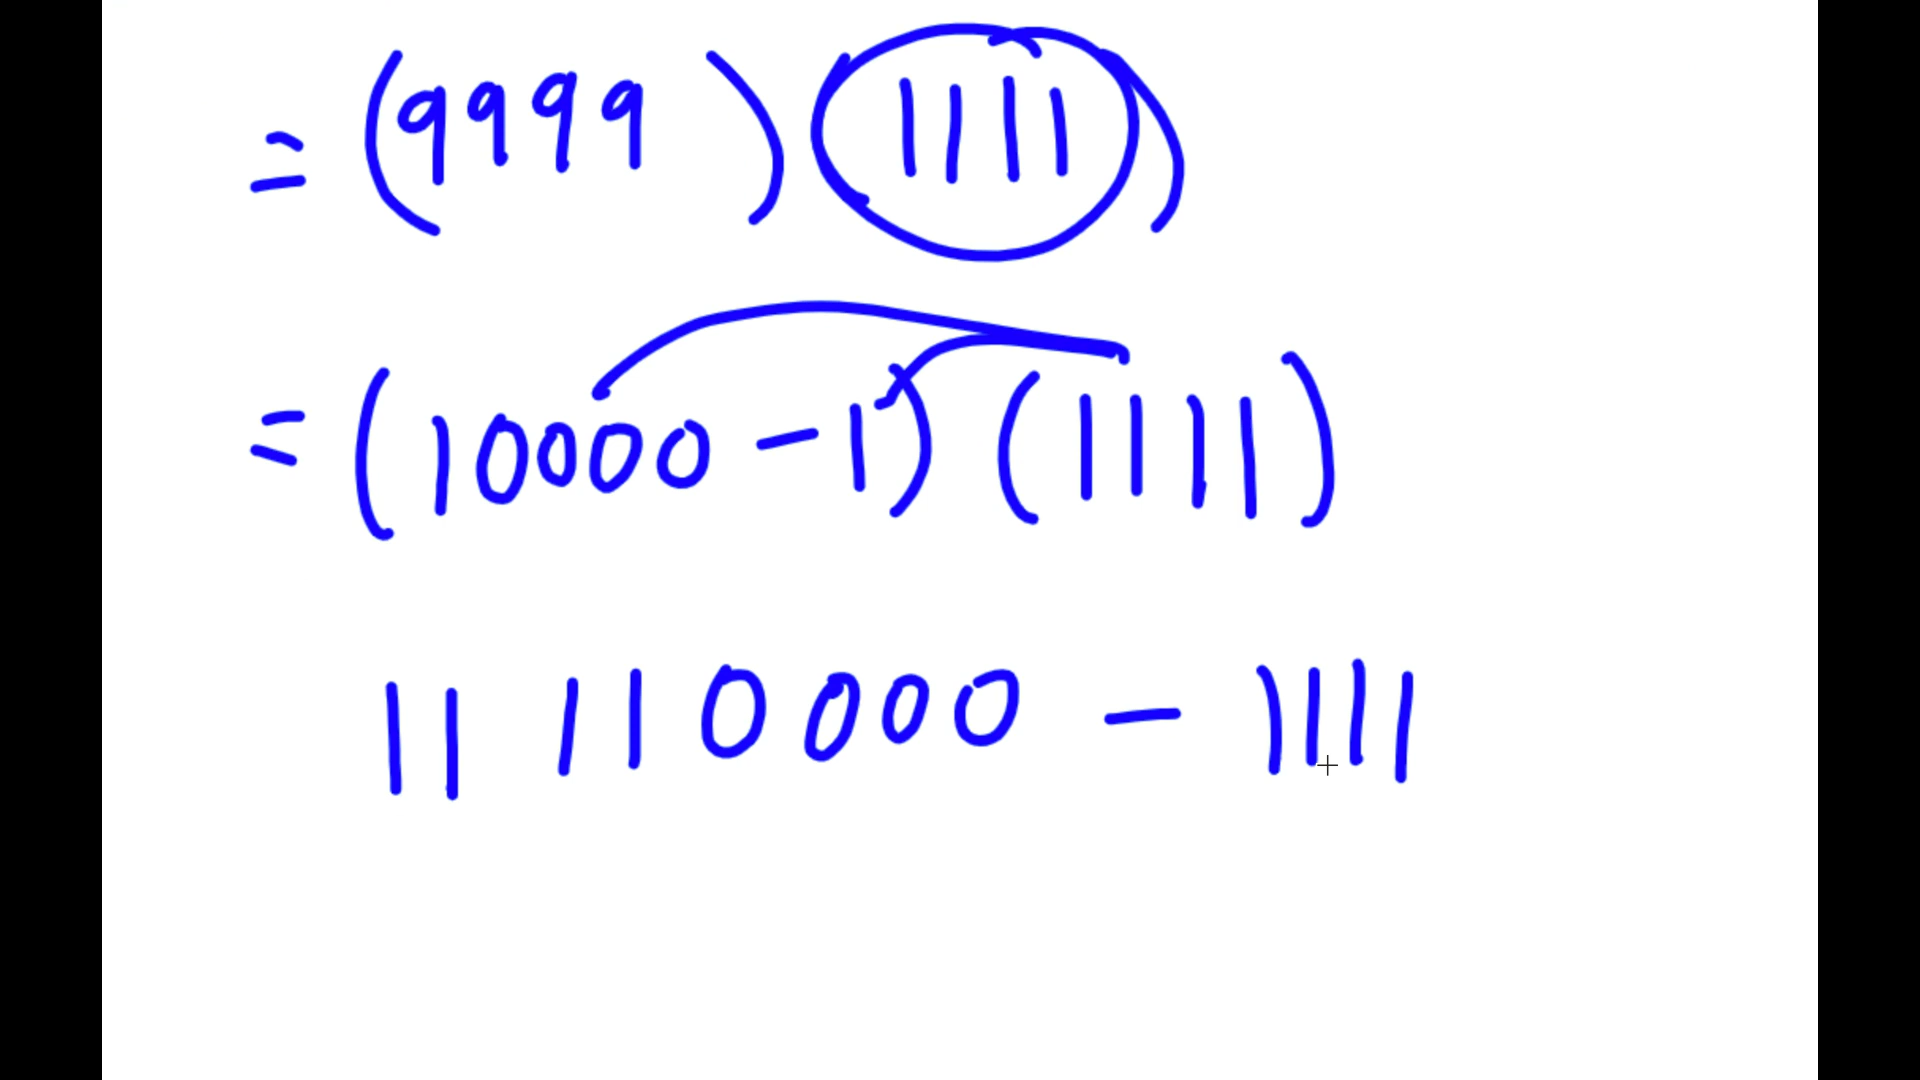 = (9999) (1111)
= (10000 - 1) (1111)
11110000 - 1111